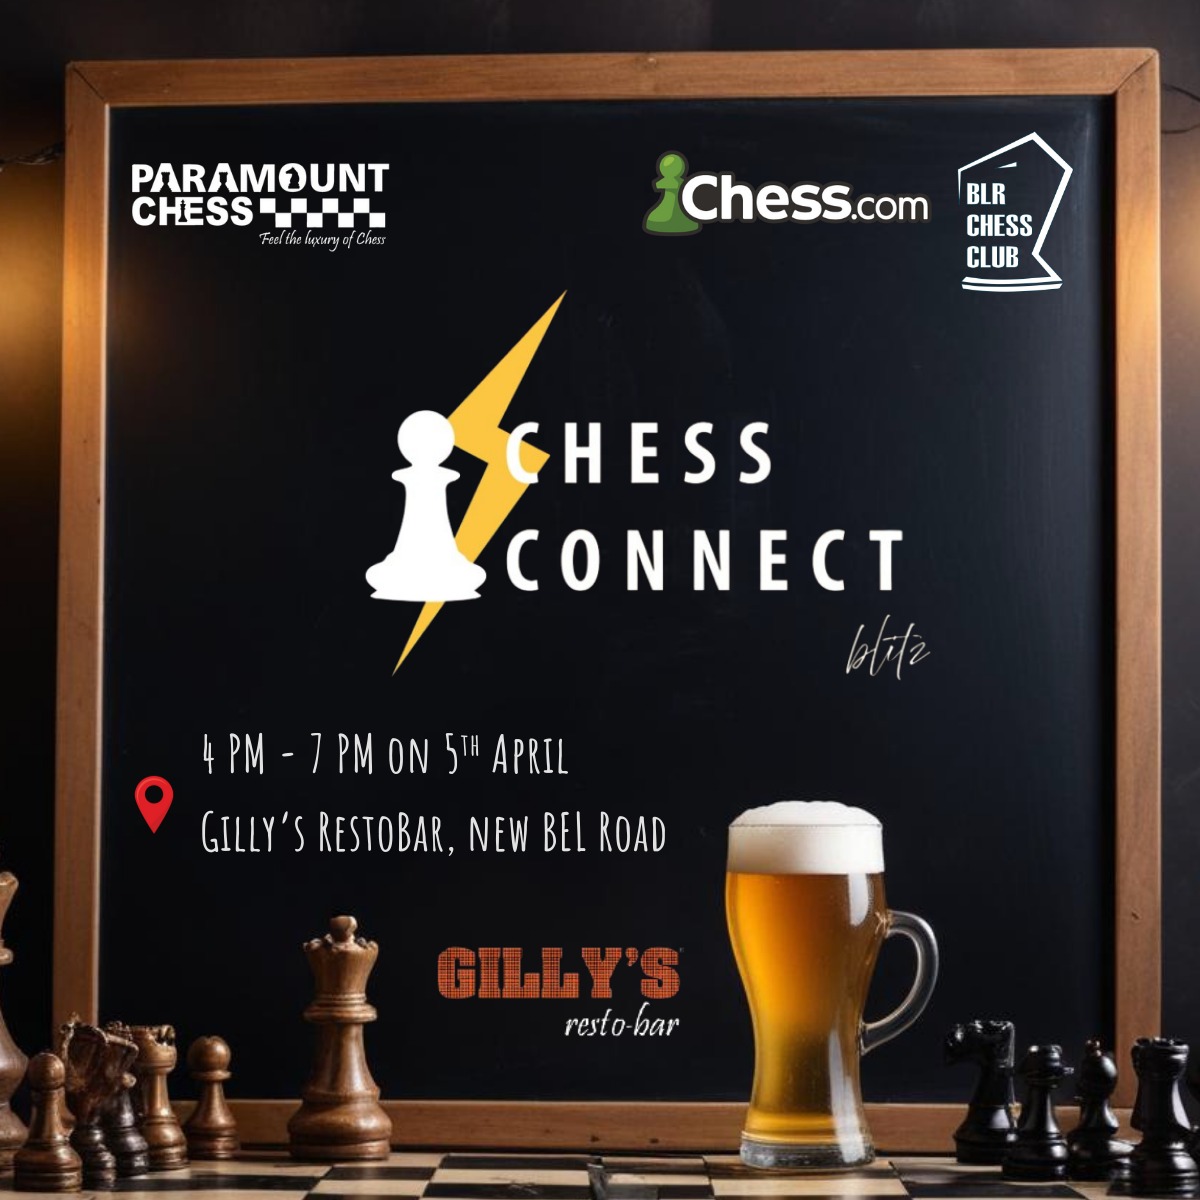 PARAMOUNT
CHESS
Feel the luxury of Chess
Chess.com
BLR
CHESS
CLUB
CHESS
CONNECT
blitz
4 PM - 7 PM ON 5TH APRIL
GILLY'S RESTOBAR, NEW BEL ROAD
GILLY'S
resto-bar